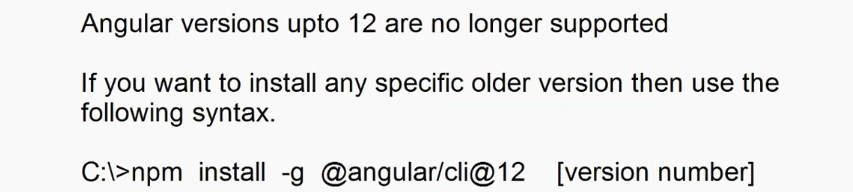 Angular versions upto 12 are no longer supported
If you want to install any specific older version then use the
following syntax.
C:\>npm install -g @angular/cli@12 [version number]